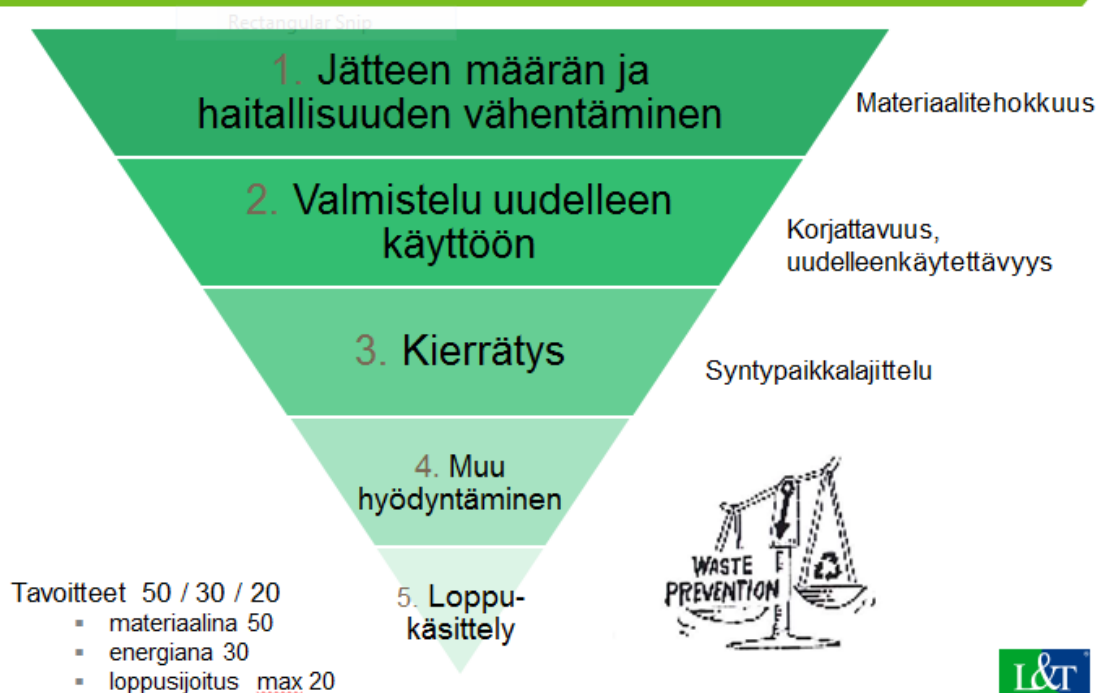 Rectangular Snip
1. Jätteen määrän ja
haitallisuuden vähentäminen
Materiaalitehokkuus
2. Valmistelu uudelleen
käyttöön
Korjattavuus,
uudelleenkäytettävyys
3. Kierrätys
Syntypaikkalajittelu
4. Muu
hyödyntäminen
5. Loppu-
käsittely
WASTE
PREVENTION
Tavoitteet 50 / 30 / 20
▪ materiaalina 50
▪ energiana 30
▪ loppusijoitus max 20
L&T